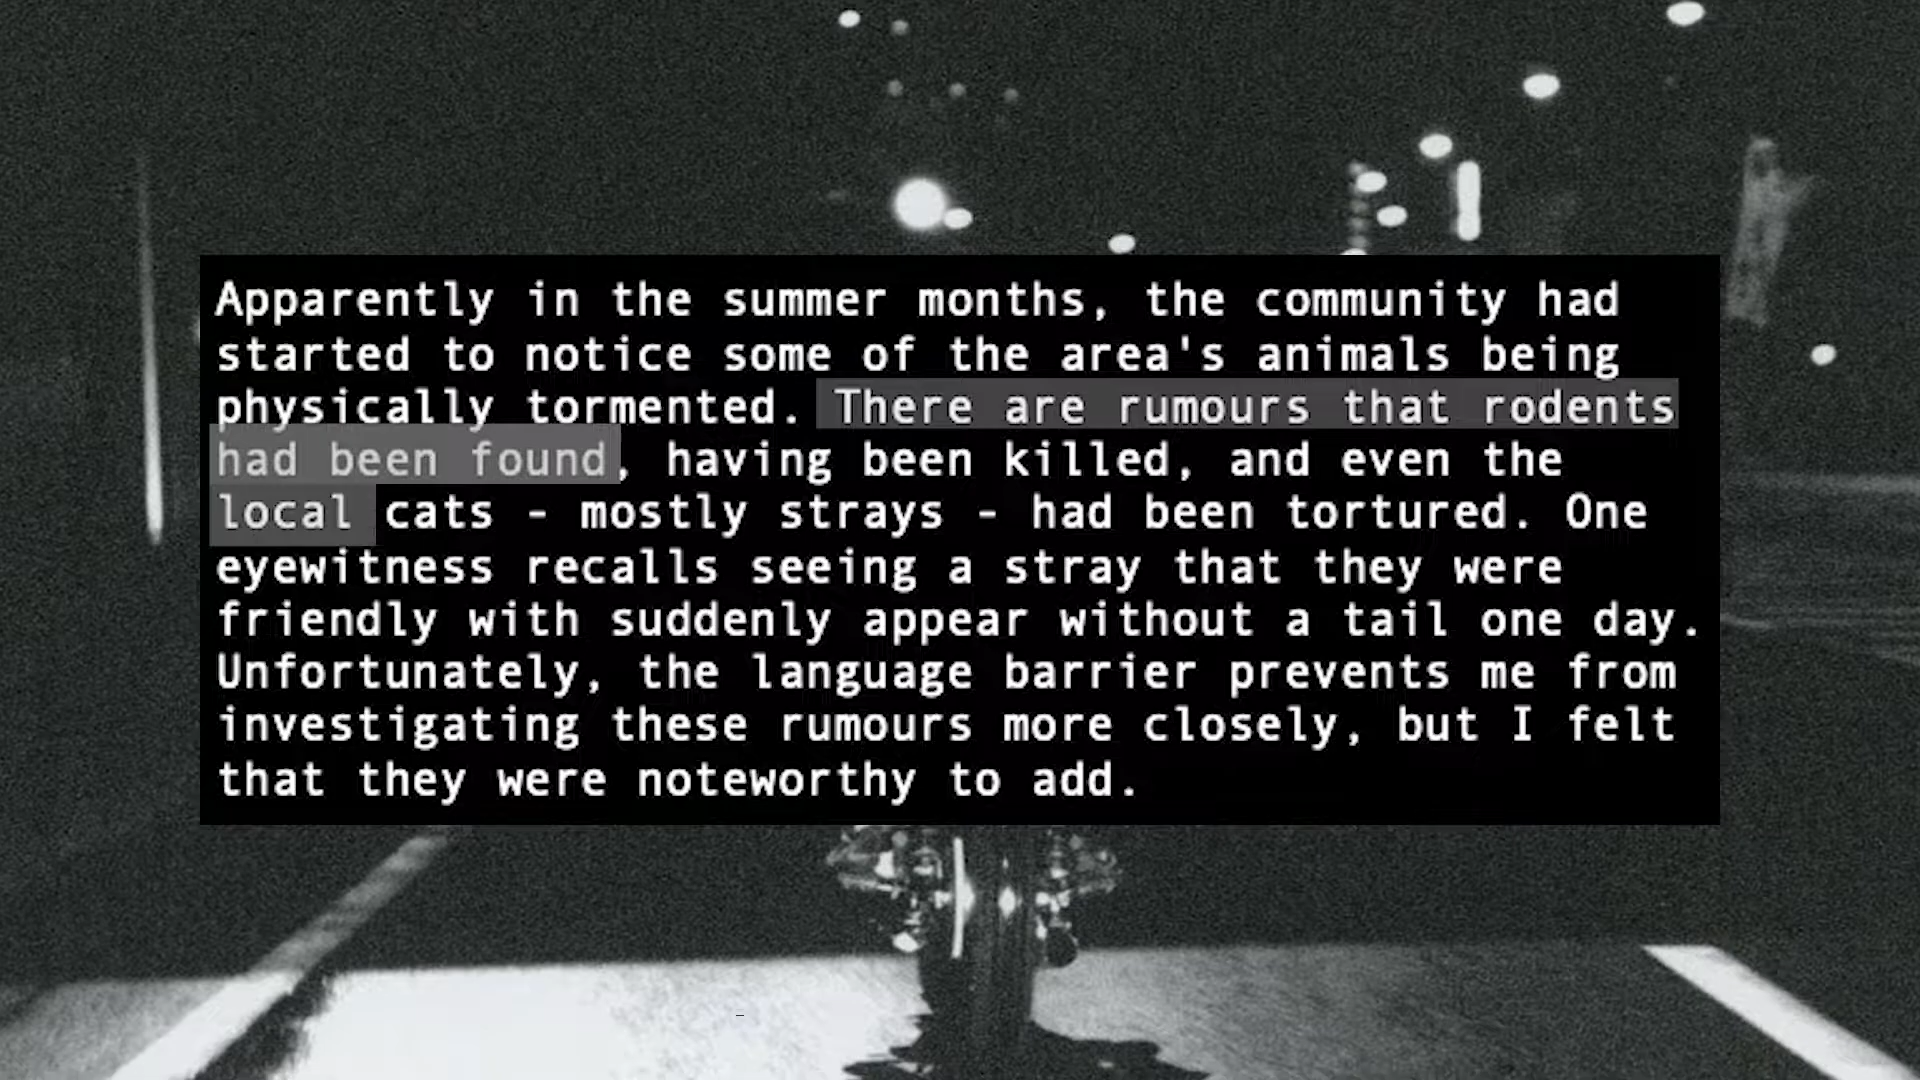 Apparently in the summer months, the community had
started to notice some of the area's animals being
physically tormented. There are rumours that rodents
had been found, having been killed, and even the
local cats - mostly strays - had been tortured. One
eyewitness recalls seeing a stray that they were
friendly with suddenly appear without a tail one day.
Unfortunately, the language barrier prevents me from
investigating these rumours more closely, but I felt
that they were noteworthy to add.